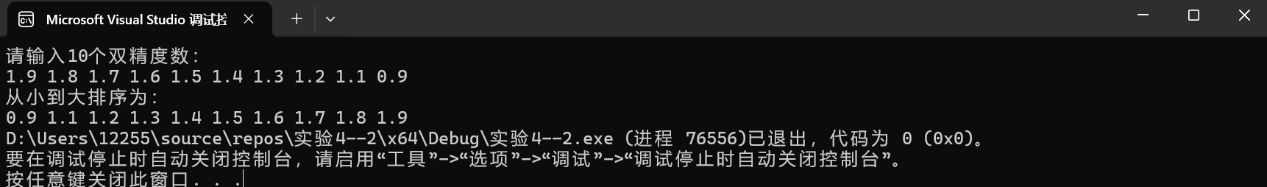 Microsoft Visual Studio 调试控
请输入10个双精度数:
1.9 1.8 1.7 1.6 1.5 1.4 1.3 1.2 1.1 0.9
从小到大排序为:
0.9 1.1 1.2 1.3 1.4 1.5 1.6 1.7 1.8 1.9
D:\Users\12255\source\repos\实验4--2\x64\Debug\实验4--2.exe (进程 76556)已退出，代码为 0 (0x0)。
要在调试停止时自动关闭控制台，请启用“工具”->“选项”->“调试”->“调试停止时自动关闭控制台”。
按任意键关闭此窗口. . .